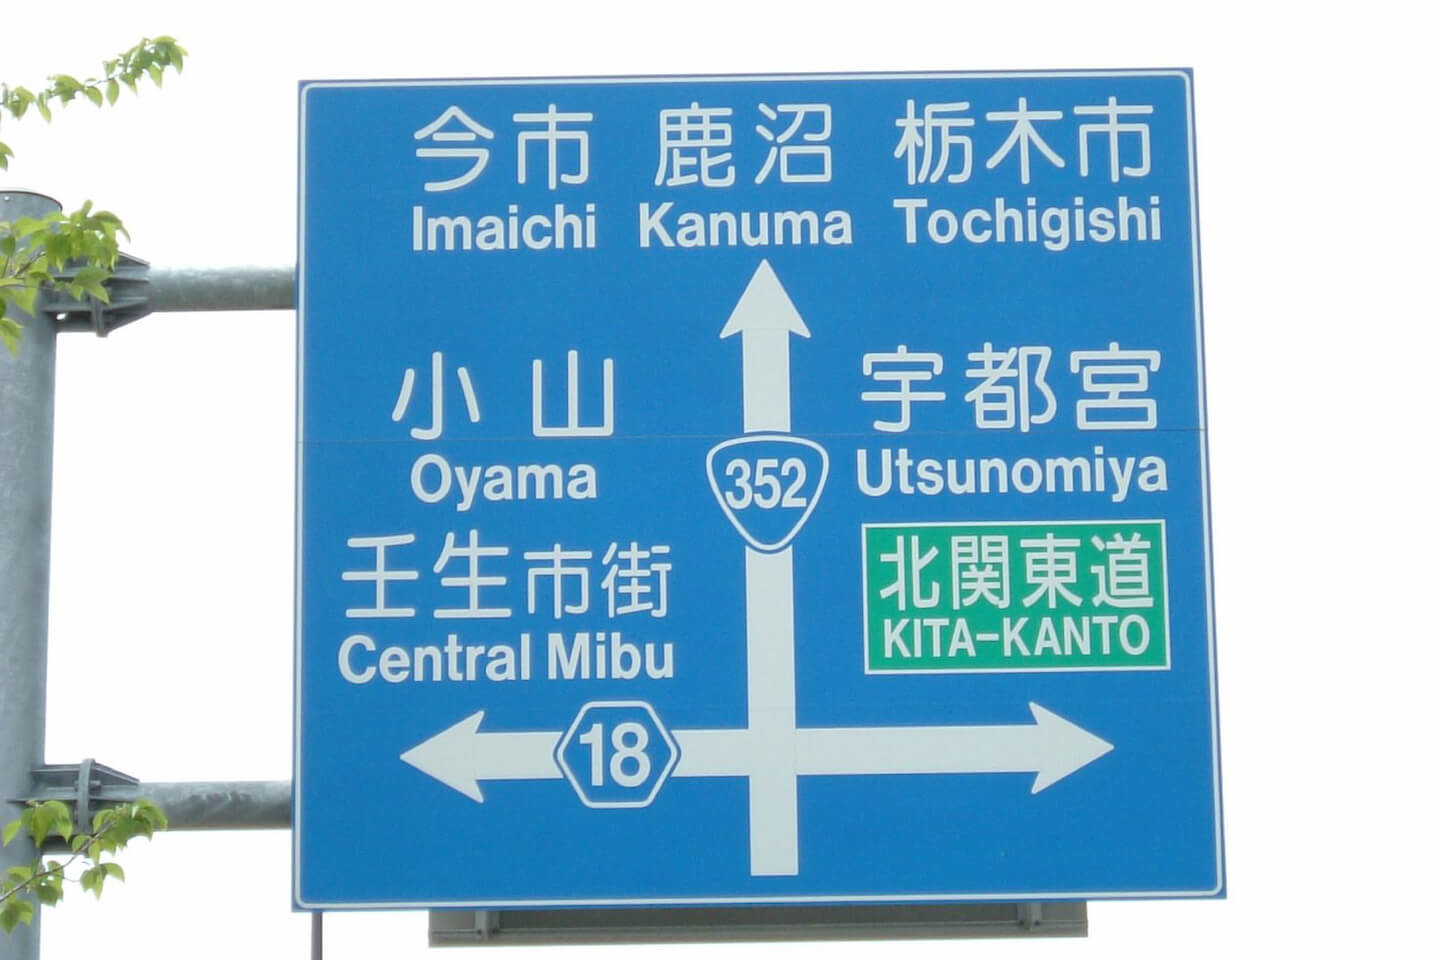 今市 鹿沼 栃木市
Imaichi Kanuma Tochigishi
小山
Oyama
宇都宮
Utsunomiya
352
壬生市街
Central Mibu
北関東道
KITA-KANTO
18